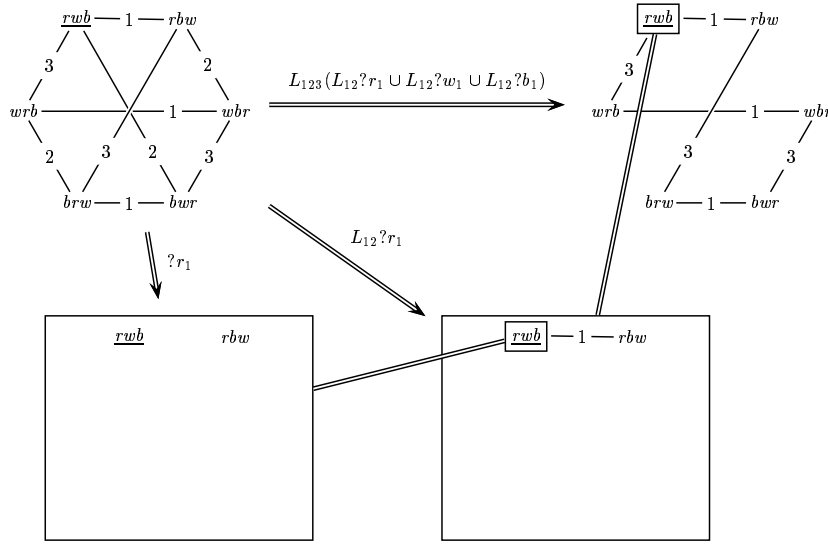 rwb 1 rbw
3 2
wrb 1 wbr
2 3 2 3
brw 1 bwr
L₁₂₃(L₁₂?r₁ ∪ L₁₂?w₁ ∪ L₁₂?b₁)
rwb 1 rbw
3
wrb 1 wbr
3 3
brw 1 bwr
?r₁
L₁₂?r₁
rwb rbw
rwb 1 rbw